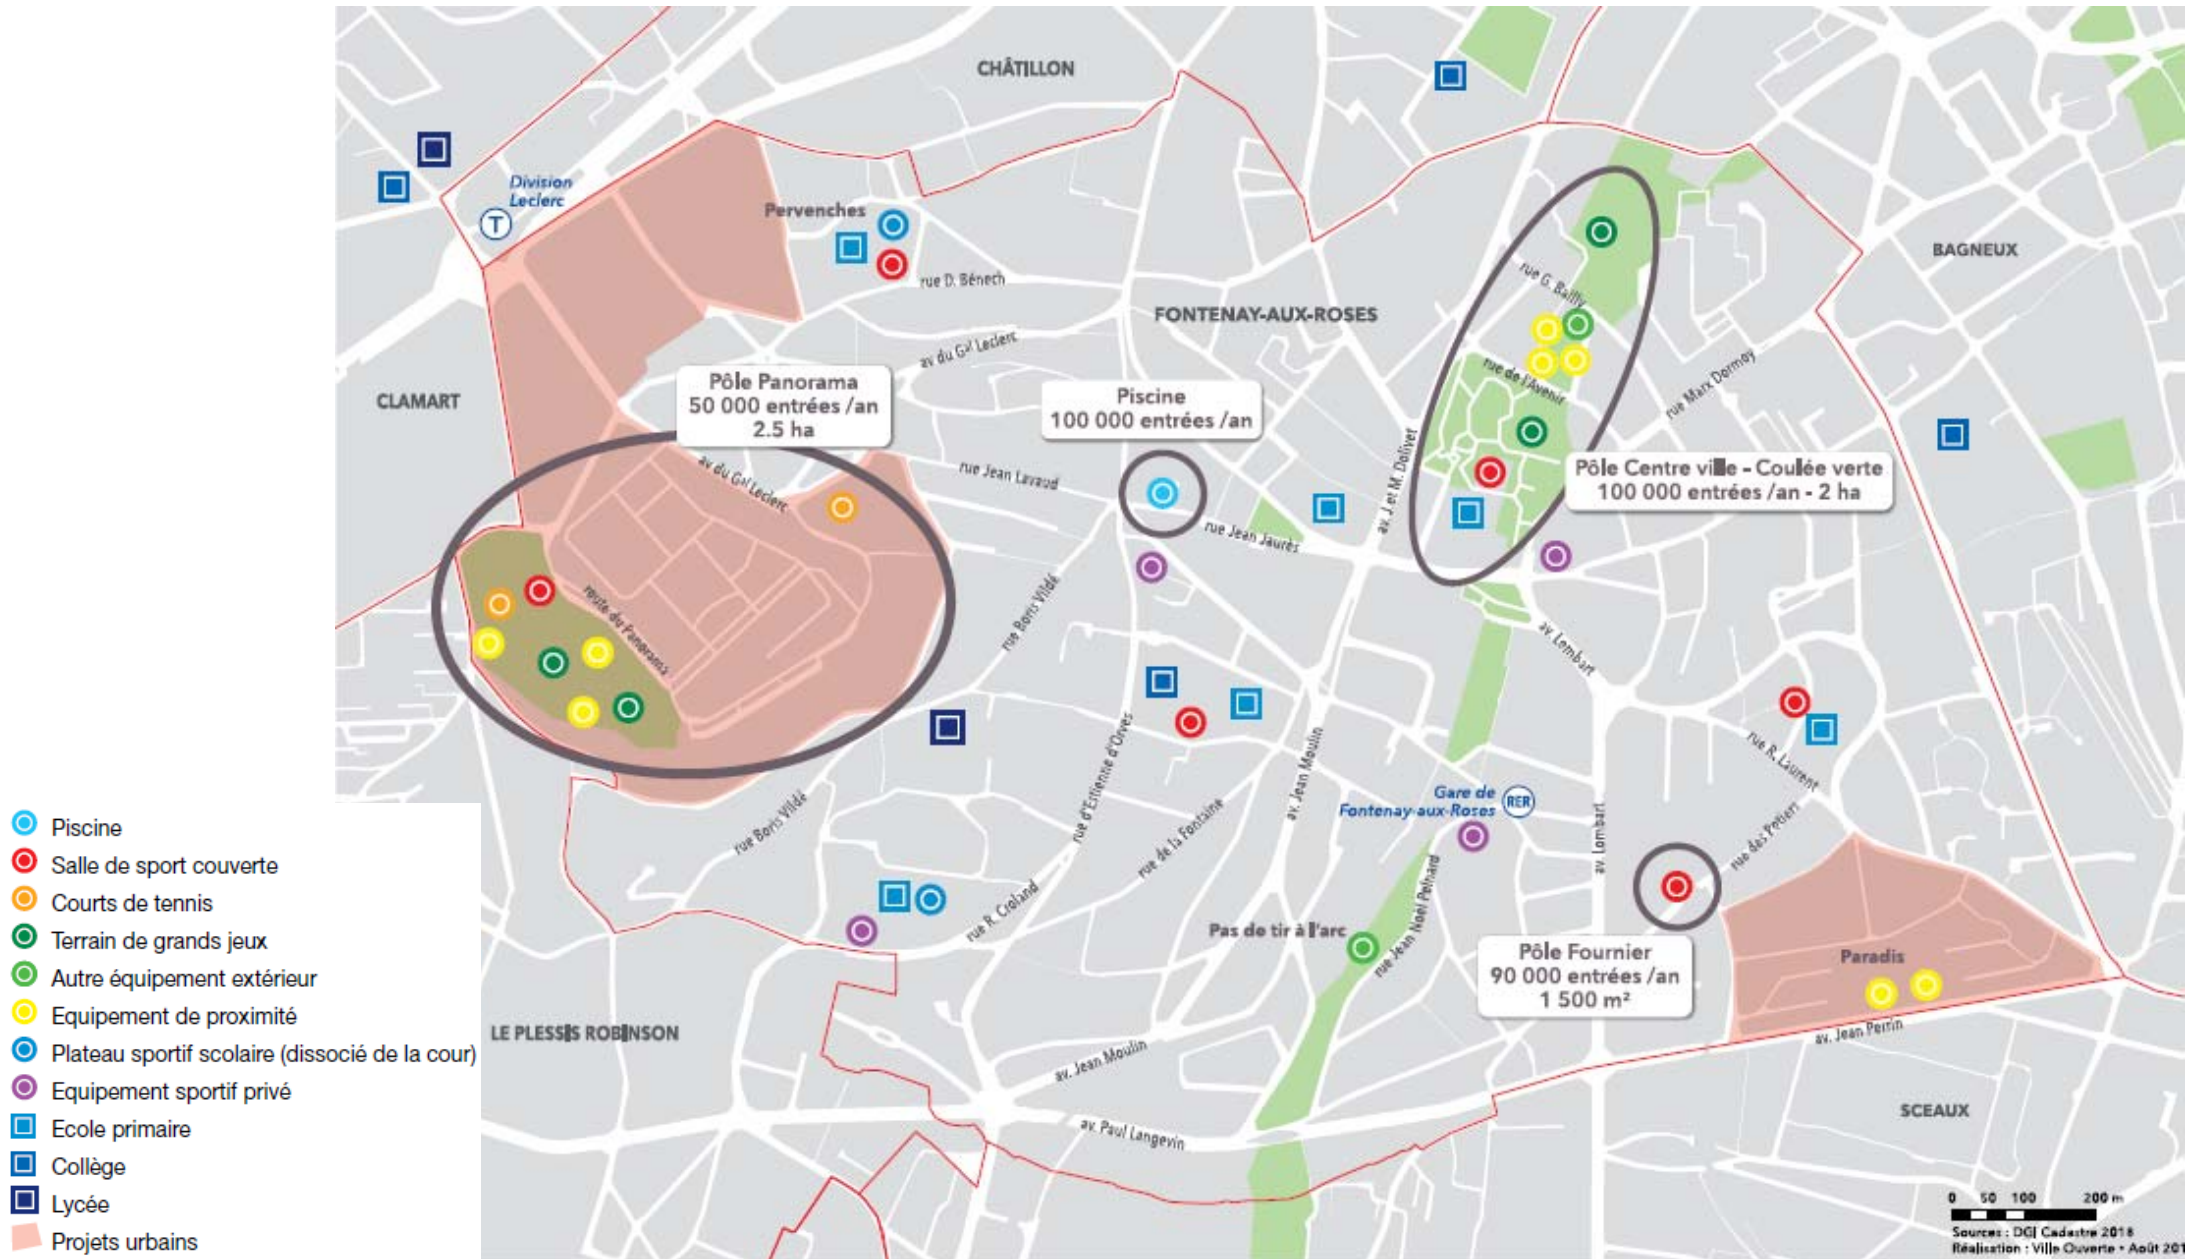 CHÂTILLON
Division
Leclerc
T
Pervenches
rue D. Bénech
BAGNEUX
rue G. Bailly
FONTENAY-AUX-ROSES
av du Gal Leclerc
rue de l'Avenir
rue Marx Dormoy
CLAMART
Pôle Panorama
50 000 entrées /an
2.5 ha
Piscine
100 000 entrées /an
av du Gal Leclerc
rue Jean Lavaud
av. J. et M. Dolivet
Pôle Centre ville - Coulée verte
100 000 entrées /an - 2 ha
rue Jean Jaurès
route du Panorama
rue Boris Vildé
av. Lombart
rue d'Estienne d'Orves
av. Jean Moulin
rue R. Laurent
Gare de
Fontenay-aux-Roses
RER
rue Boris Vildé
rue de la Fontaine
av. Lombart
rue des Potiers
rue R. Croland
rue Jean Noël Pelnard
Pas de tir à l'arc
Pôle Fournier
90 000 entrées /an
1 500 m²
Paradis
LE PLESSIS ROBINSON
av. Jean Perrin
av. Jean Moulin
av. Paul Langevin
SCEAUX
0 50 100 200 m
Sources : DGI Cadastre 2018
Réalisation : Ville Ouverte • Août 201
Piscine
Salle de sport couverte
Courts de tennis
Terrain de grands jeux
Autre équipement extérieur
Equipement de proximité
Plateau sportif scolaire (dissocié de la cour)
Equipement sportif privé
Ecole primaire
Collège
Lycée
Projets urbains